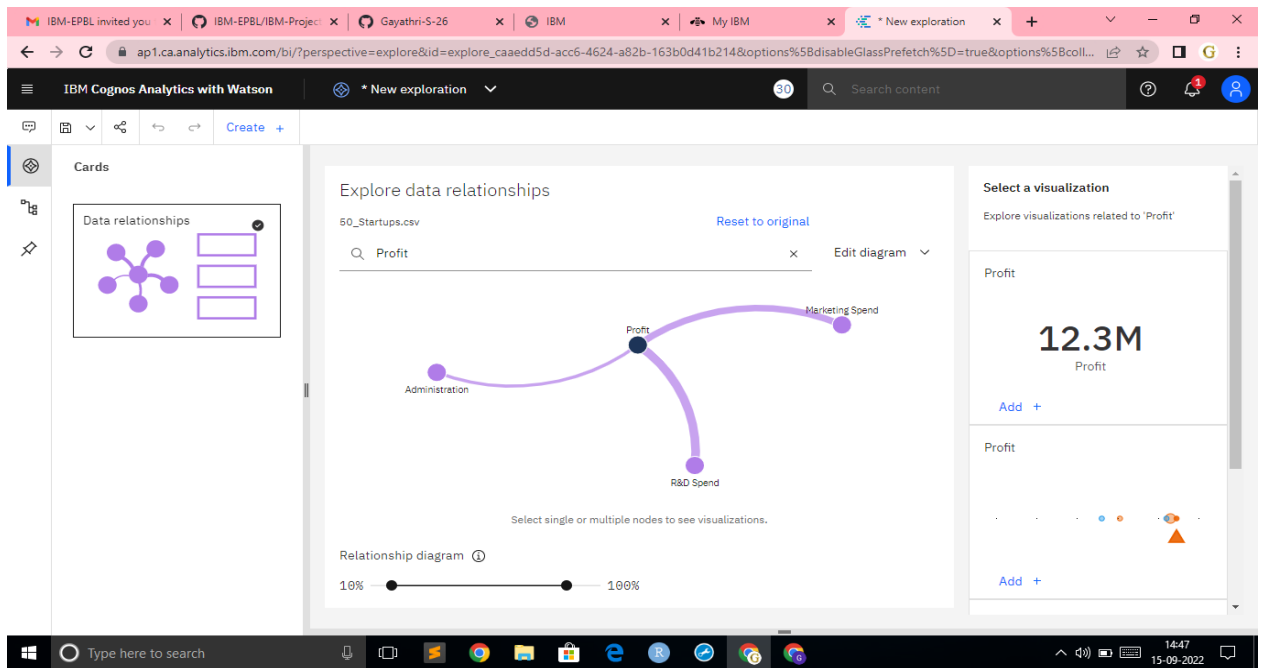 IBM-EPBL invited you
IBM-EPBL/IBM-Project
Gayathri-S-26
IBM
My IBM
* New exploration
ap1.ca.analytics.ibm.com/bi/?perspective=explore&id=explore_caaedd5d-acc6-4624-a82b-163b0d41b214&options%5BdisableGlassPrefetch%5D=true&options%5Bcoll...
G
IBM Cognos Analytics with Watson
* New exploration
30
Search content
1
Create +
Cards
Data relationships
Explore data relationships
50_Startups.csv
Reset to original
Profit
Edit diagram
Marketing Spend
Profit
Administration
R&D Spend
Select single or multiple nodes to see visualizations.
Relationship diagram
10%
100%
Select a visualization
Explore visualizations related to 'Profit'
Profit
12.3M
Profit
Add +
Profit
Add +
Type here to search
14:47
15-09-2022